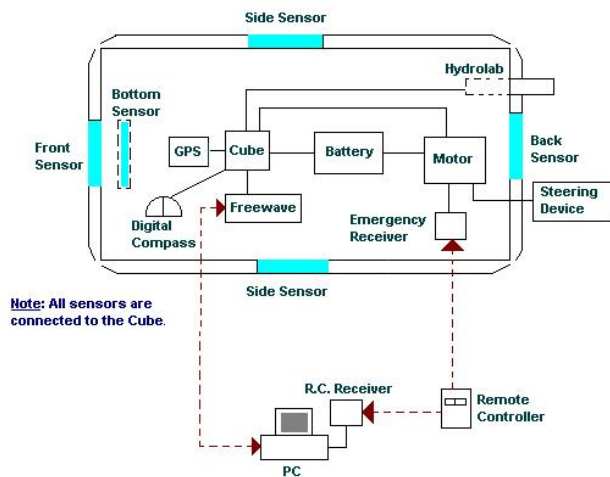 Side Sensor
Hydrolab
Bottom
Sensor
Front
Sensor
GPS
Cube
Battery
Motor
Back
Sensor
Steering
Device
Digital
Compass
Freewave
Emergency
Receiver
Side Sensor
Note: All sensors are
connected to the Cube.
R.C. Receiver
Remote
Controller
PC